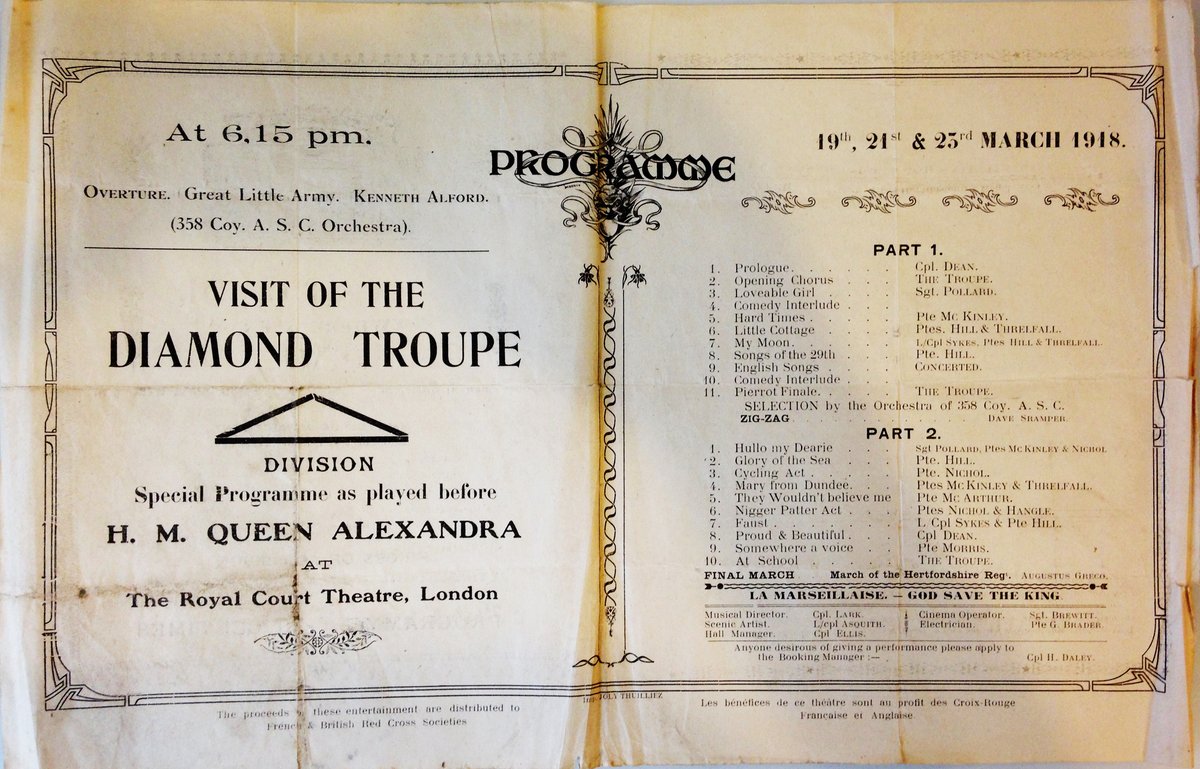 PROGRAMME
At 6.15 pm.
OVERTURE. Great Little Army. KENNETH ALFORD.
(358 Coy. A. S. C. Orchestra).
VISIT OF THE
DIAMOND TROUPE
DIVISION
Special Programme as played before
H. M. QUEEN ALEXANDRA
AT
The Royal Court Theatre, London
The proceeds of these entertainment are distributed to
French & British Red Cross Societies
19th, 21st & 23rd MARCH 1918.
PART 1.
1. Prologue. . . . . Cpl. DEAN.
2. Opening Chorus . . . THE TROUPE.
3. Loveable Girl . . . Sgt. POLLARD.
4. Comedy Interlude . . .
5. Hard Times . . . . Pte MC KINLEY.
6. Little Cottage . . . Ptes. HILL & THRELFALL.
7. My Moon. . . . . L/Cpl SYKES, Ptes HILL & THRELFALL.
8. Songs of the 29th . . . Pte. HILL.
9. English Songs . . . CONCERTED.
10. Comedy Interlude . . .
11. Pierrot Finale. . . . THE TROUPE.
SELECTION by the Orchestra of 358 Coy. A. S. C.
ZIG-ZAG . . . . . . . . . DAVE SRAMPER.
PART 2.
1. Hullo my Dearie . . . Sgt POLLARD, Ptes MC KINLEY & NICHOL
2. Glory of the Sea . . . Pte. HILL.
3. Cycling Act . . . . Pte. NICHOL.
4. Mary from Dundee. . . Ptes MC KINLEY & THRELFALL.
5. They Wouldn't believe me Pte MC ARTHUR.
6. Nigger Patter Act . . . Ptes NICHOL & HANGLE.
7. Faust . . . . . . L Cpl SYKES & Pte HILL.
8. Proud & Beautiful . . . Cpl DEAN.
9. Somewhere a voice . . Pte MORRIS.
10. At School . . . . THE TROUPE.
FINAL MARCH March of the Hertfordshire Regt. AUGUSTUS GRECO.
LA MARSEILLAISE. — GOD SAVE THE KING
Musical Director. Cpl. LARK. Cinema Operator. Sgt. BREWITT.
Scenic Artist. L/cpl ASQUITH. Electrician. Pte G. BRADER.
Hall Manager. Cpl ELLIS.
Anyone desirous of giving a performance please apply to
the Booking Manager :— Cpl H. DALEY.
Imp JOLY THUILLIEZ
Les bénéfices de ce théâtre sont au profit des Croix-Rouge
Française et Anglaise